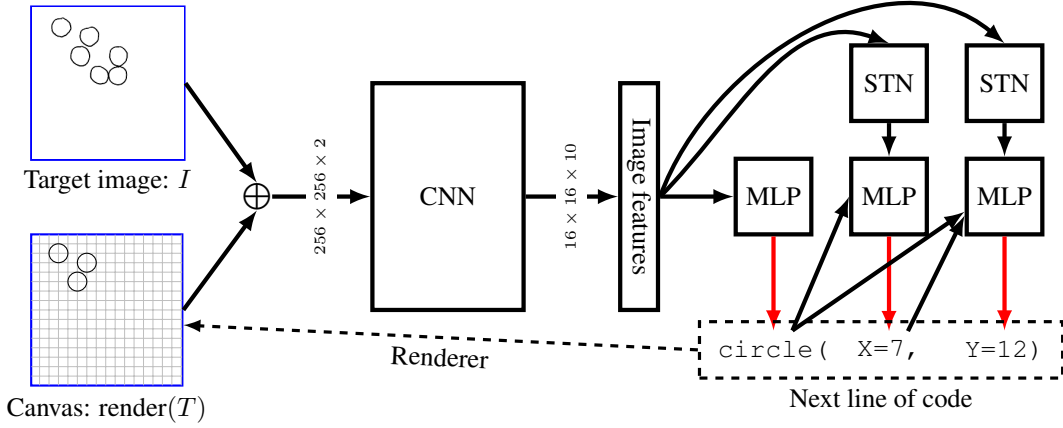 Target image: I
256 × 256 × 2
CNN
16 × 16 × 10
Image features
STN
STN
MLP
MLP
MLP
circle( X=7, Y=12)
Renderer
Next line of code
Canvas: render(T)